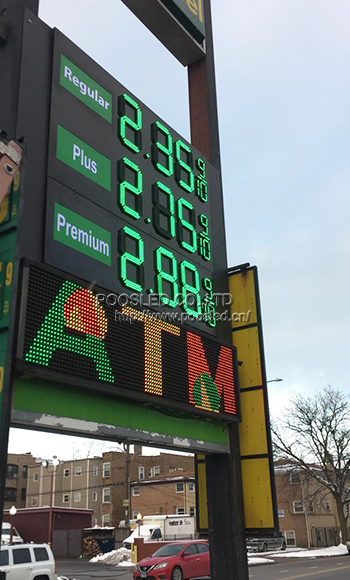 Regular 2.35 9/10
Plus 2.75 9/10
Premium 2.88 9/10
POOSLED CO.,LTD
http://www.poosled.cn/
ATM